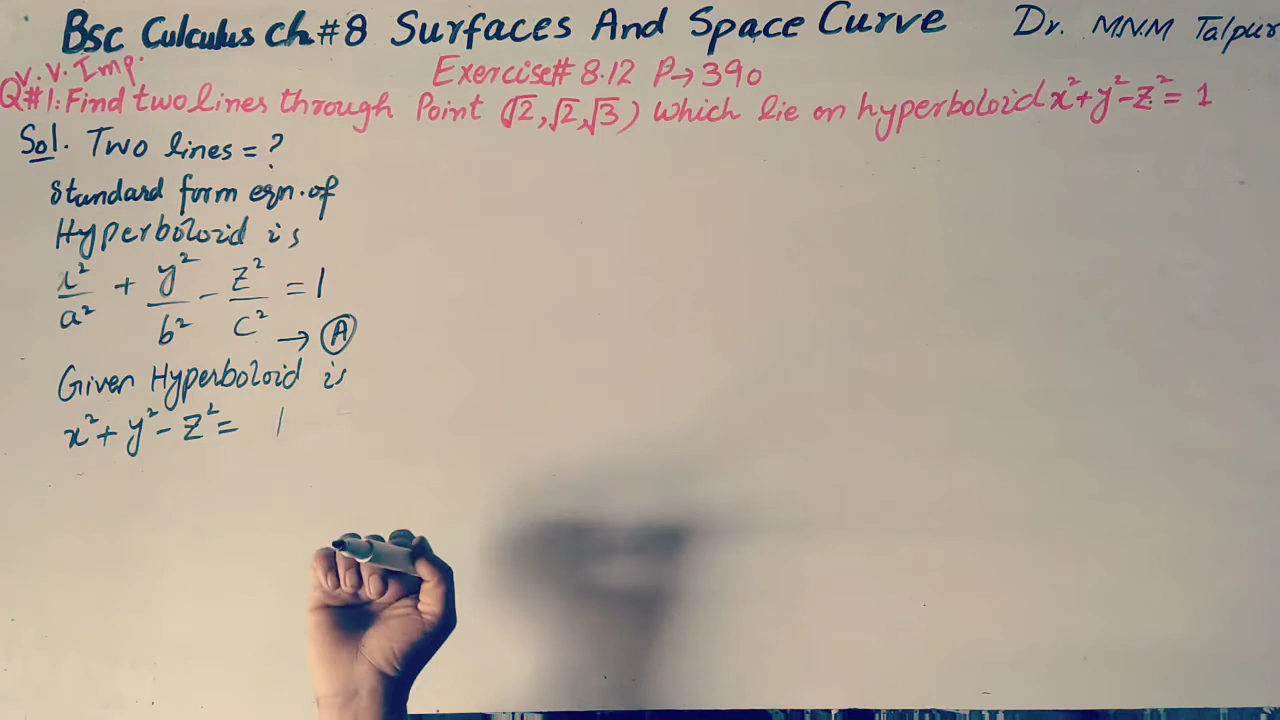 Bsc Calculus Ch#8 Surfaces And Space Curve Dr. M.N.M Talpur
V.V.Imp. Exercise# 8.12 P→390
Q#1: Find two lines through Point (√2,√2,√3) Which lie on hyperboloid x²+y²-z²=1
Sol. Two lines = ?
Standard form eqn. of
Hyperboloid is
x²/a² + y²/b² - z²/c² = 1
→ Ⓐ
Given Hyperboloid is
x²+y²-z²= 1